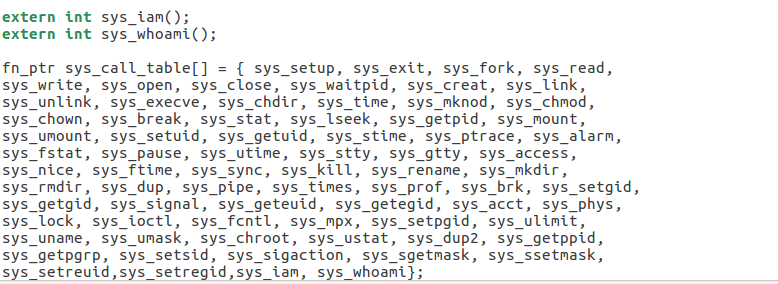 extern int sys_iam();
extern int sys_whoami();
fn_ptr sys_call_table[] = { sys_setup, sys_exit, sys_fork, sys_read,
sys_write, sys_open, sys_close, sys_waitpid, sys_creat, sys_link,
sys_unlink, sys_execve, sys_chdir, sys_time, sys_mknod, sys_chmod,
sys_chown, sys_break, sys_stat, sys_lseek, sys_getpid, sys_mount,
sys_umount, sys_setuid, sys_getuid, sys_stime, sys_ptrace, sys_alarm,
sys_fstat, sys_pause, sys_utime, sys_stty, sys_gtty, sys_access,
sys_nice, sys_ftime, sys_sync, sys_kill, sys_rename, sys_mkdir,
sys_rmdir, sys_dup, sys_pipe, sys_times, sys_prof, sys_brk, sys_setgid,
sys_getgid, sys_signal, sys_geteuid, sys_getegid, sys_acct, sys_phys,
sys_lock, sys_ioctl, sys_fcntl, sys_mpx, sys_setpgid, sys_ulimit,
sys_uname, sys_umask, sys_chroot, sys_ustat, sys_dup2, sys_getppid,
sys_getpgrp, sys_setsid, sys_sigaction, sys_sgetmask, sys_ssetmask,
sys_setreuid,sys_setregid,sys_iam, sys_whoami};